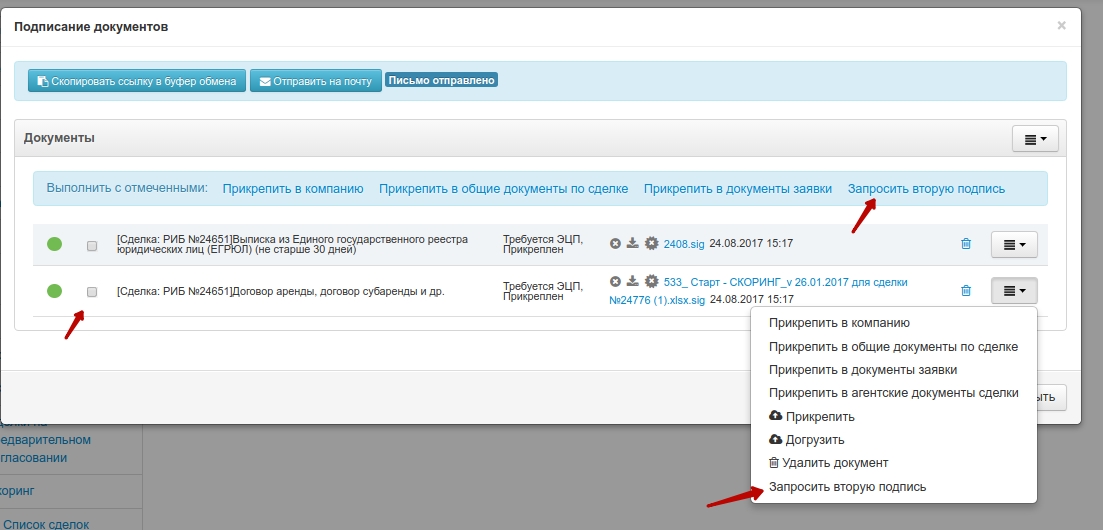 Подписание документов
×
Скопировать ссылку в буфер обмена Отправить на почту Письмо отправлено
Документы
Выполнить с отмеченными: Прикрепить в компанию Прикрепить в общие документы по сделке Прикрепить в документы заявки Запросить вторую подпись
[Сделка: РИБ №24651]Выписка из Единого государственного реестра
юридических лиц (ЕГРЮЛ) (не старше 30 дней)
Требуется ЭЦП,
Прикреплен
2408.sig 24.08.2017 15:17
[Сделка: РИБ №24651]Договор аренды, договор субаренды и др.
Требуется ЭЦП,
Прикреплен
533_ Старт - СКОРИНГ_v 26.01.2017 для сделки
№24776 (1).xlsx.sig 24.08.2017 15:17
Прикрепить в компанию
Прикрепить в общие документы по сделке
Прикрепить в документы заявки
Прикрепить в агентские документы сделки
Прикрепить
Догрузить
Удалить документ
Запросить вторую подпись
ыть
едварительном
гласовании
коринг
Список сделок